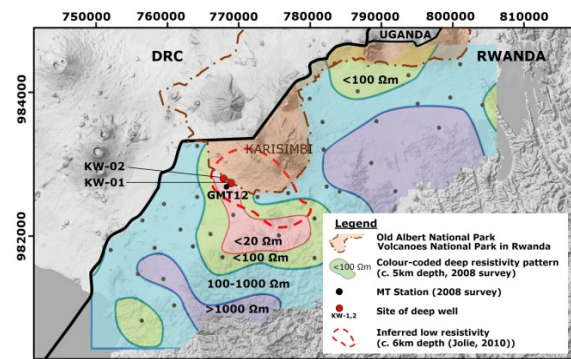 750000 760000 770000 780000 790000 800000 810000
UGANDA
DRC
RWANDA
984000
<100 Ωm
KARISIMBI
KW-02
KW-01
GMT12
982000
<20 Ωm
<100 Ωm
100-1000 Ωm
>1000 Ωm
Legend
Old Albert National Park
Volcanoes National Park in Rwanda
<100 Ωm
Colour-coded deep resistivity pattern
(c. 5km depth, 2008 survey)
MT Station (2008 survey)
KW-1,2
Site of deep well
Inferred low resistivity
(c. 6km depth (Jolie, 2010))